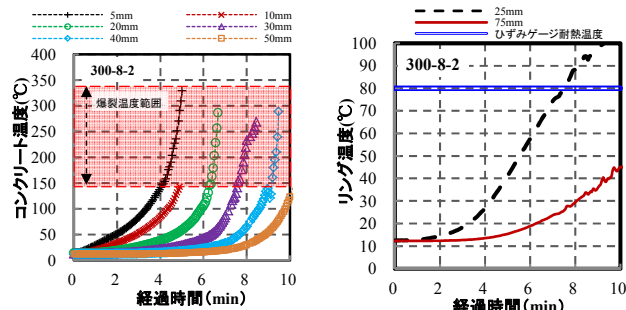 5mm 10mm
20mm 30mm
40mm 50mm
400
350
300
250
200
150
100
50
0
コンクリート温度(℃)
300-8-2
爆裂温度範囲
0 2 4 6 8 10
経過時間(min)
25mm
75mm
ひずみゲージ耐熱温度
100
90
80
70
60
50
40
30
20
10
0
リング温度(℃)
300-8-2
0 2 4 6 8 10
経過時間(min)